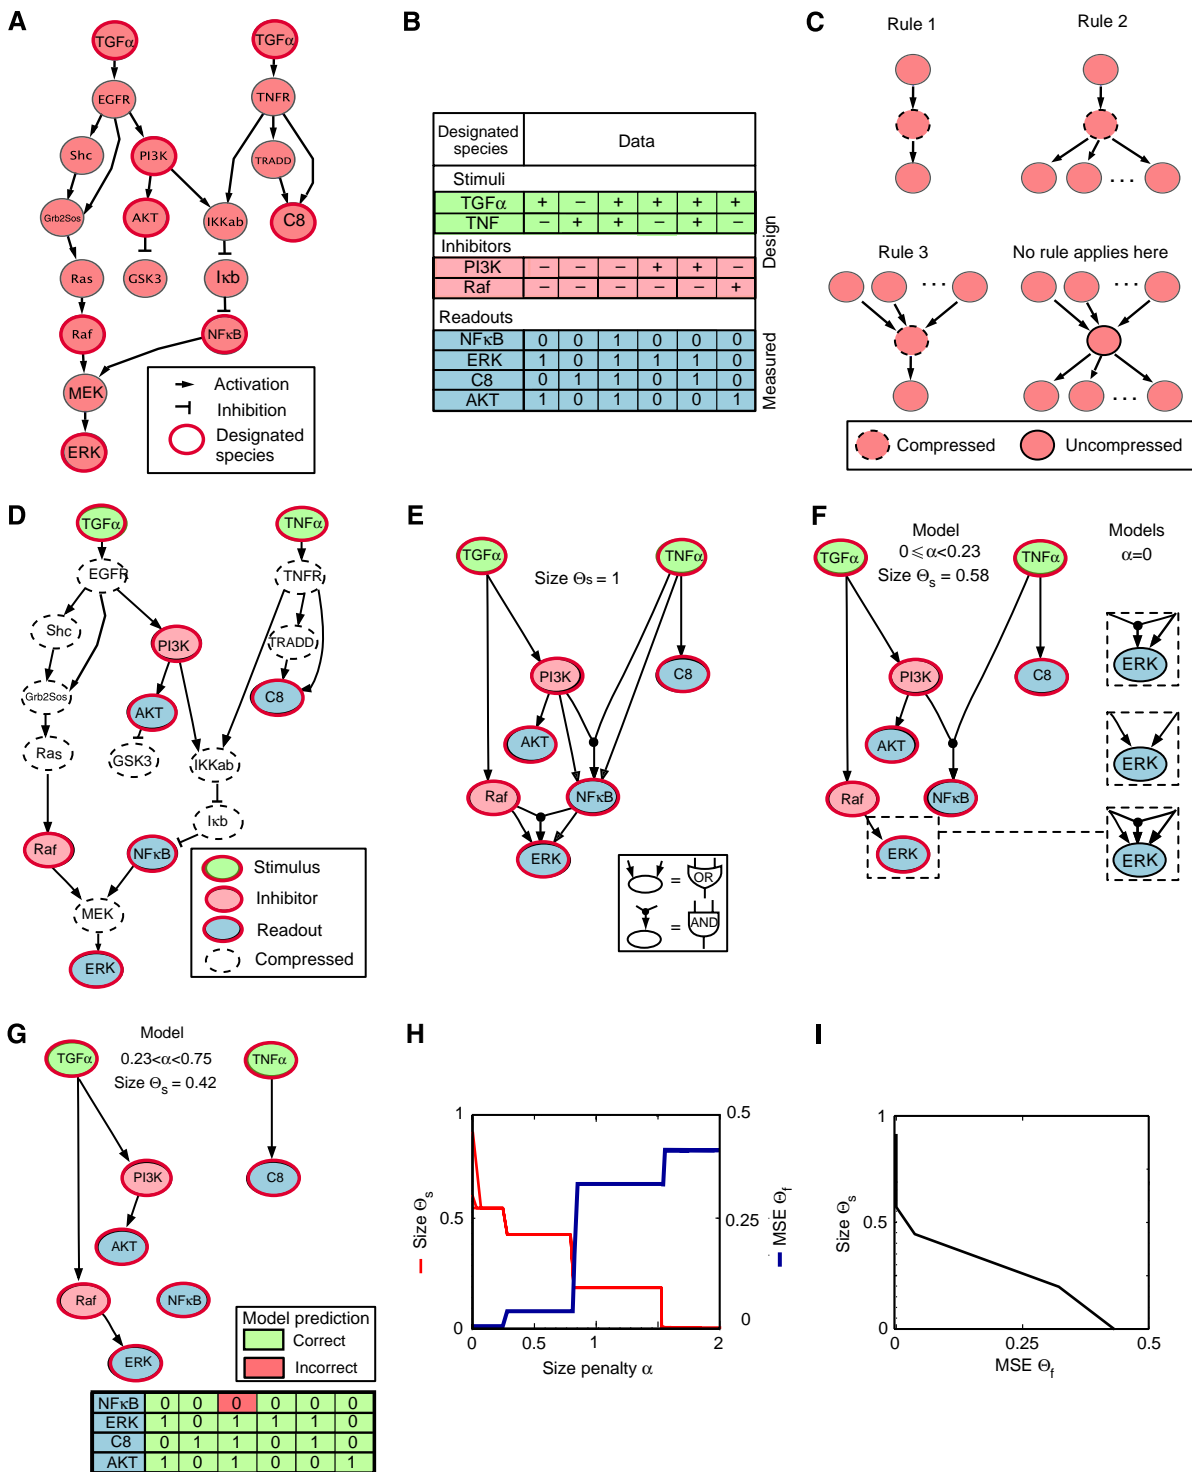 A
TGFα
TGFα
EGFR
TNFR
Shc
PI3K
TRADD
Grb2Sos
AKT
IKKab
C8
Ras
GSK3
Iκb
Raf
NFκB
MEK
ERK
Activation
Inhibition
Designated
species
B
Designated
species
Data
Stimuli
TGFα + − + + + −
TNF − + + − + −
Inhibitors
PI3K − − − + + −
Raf − − − − − +
Design
Readouts
NFκB 0 0 1 0 0 0
ERK 1 0 1 1 1 0
C8 0 1 1 0 1 0
AKT 1 0 1 0 0 1
Measured
C
Rule 1
Rule 2
Rule 3
No rule applies here
Compressed
Uncompressed
D
TGFα
TNFα
EGFR
TNFR
Shc
PI3K
TRADD
Grb2Sos
AKT
C8
Ras
GSK3
IKKab
Iκb
Raf
NFκB
MEK
ERK
Stimulus
Inhibitor
Readout
Compressed
E
TGFα
TNFα
Size Θs = 1
PI3K
C8
AKT
Raf
NFκB
ERK
= OR
= AND
F
Model
0⩽α<0.23
Size Θs = 0.58
Models
α=0
TGFα
TNFα
PI3K
C8
AKT
Raf
NFκB
ERK
ERK
ERK
ERK
G
Model
0.23<α<0.75
Size Θs = 0.42
TGFα
TNFα
PI3K
C8
AKT
Raf
NFκB
ERK
Model prediction
Correct
Incorrect
NFκB 0 0 0 0 0 0
ERK 1 0 1 1 1 0
C8 0 1 1 0 1 0
AKT 1 0 1 0 0 1
H
1
0.5
0
Size Θs
0.5
0.25
0
MSE Θf
0 0.5 1 1.5 2
Size penalty α
I
1
0.5
0
Size Θs
0 0.25 0.5
MSE Θf